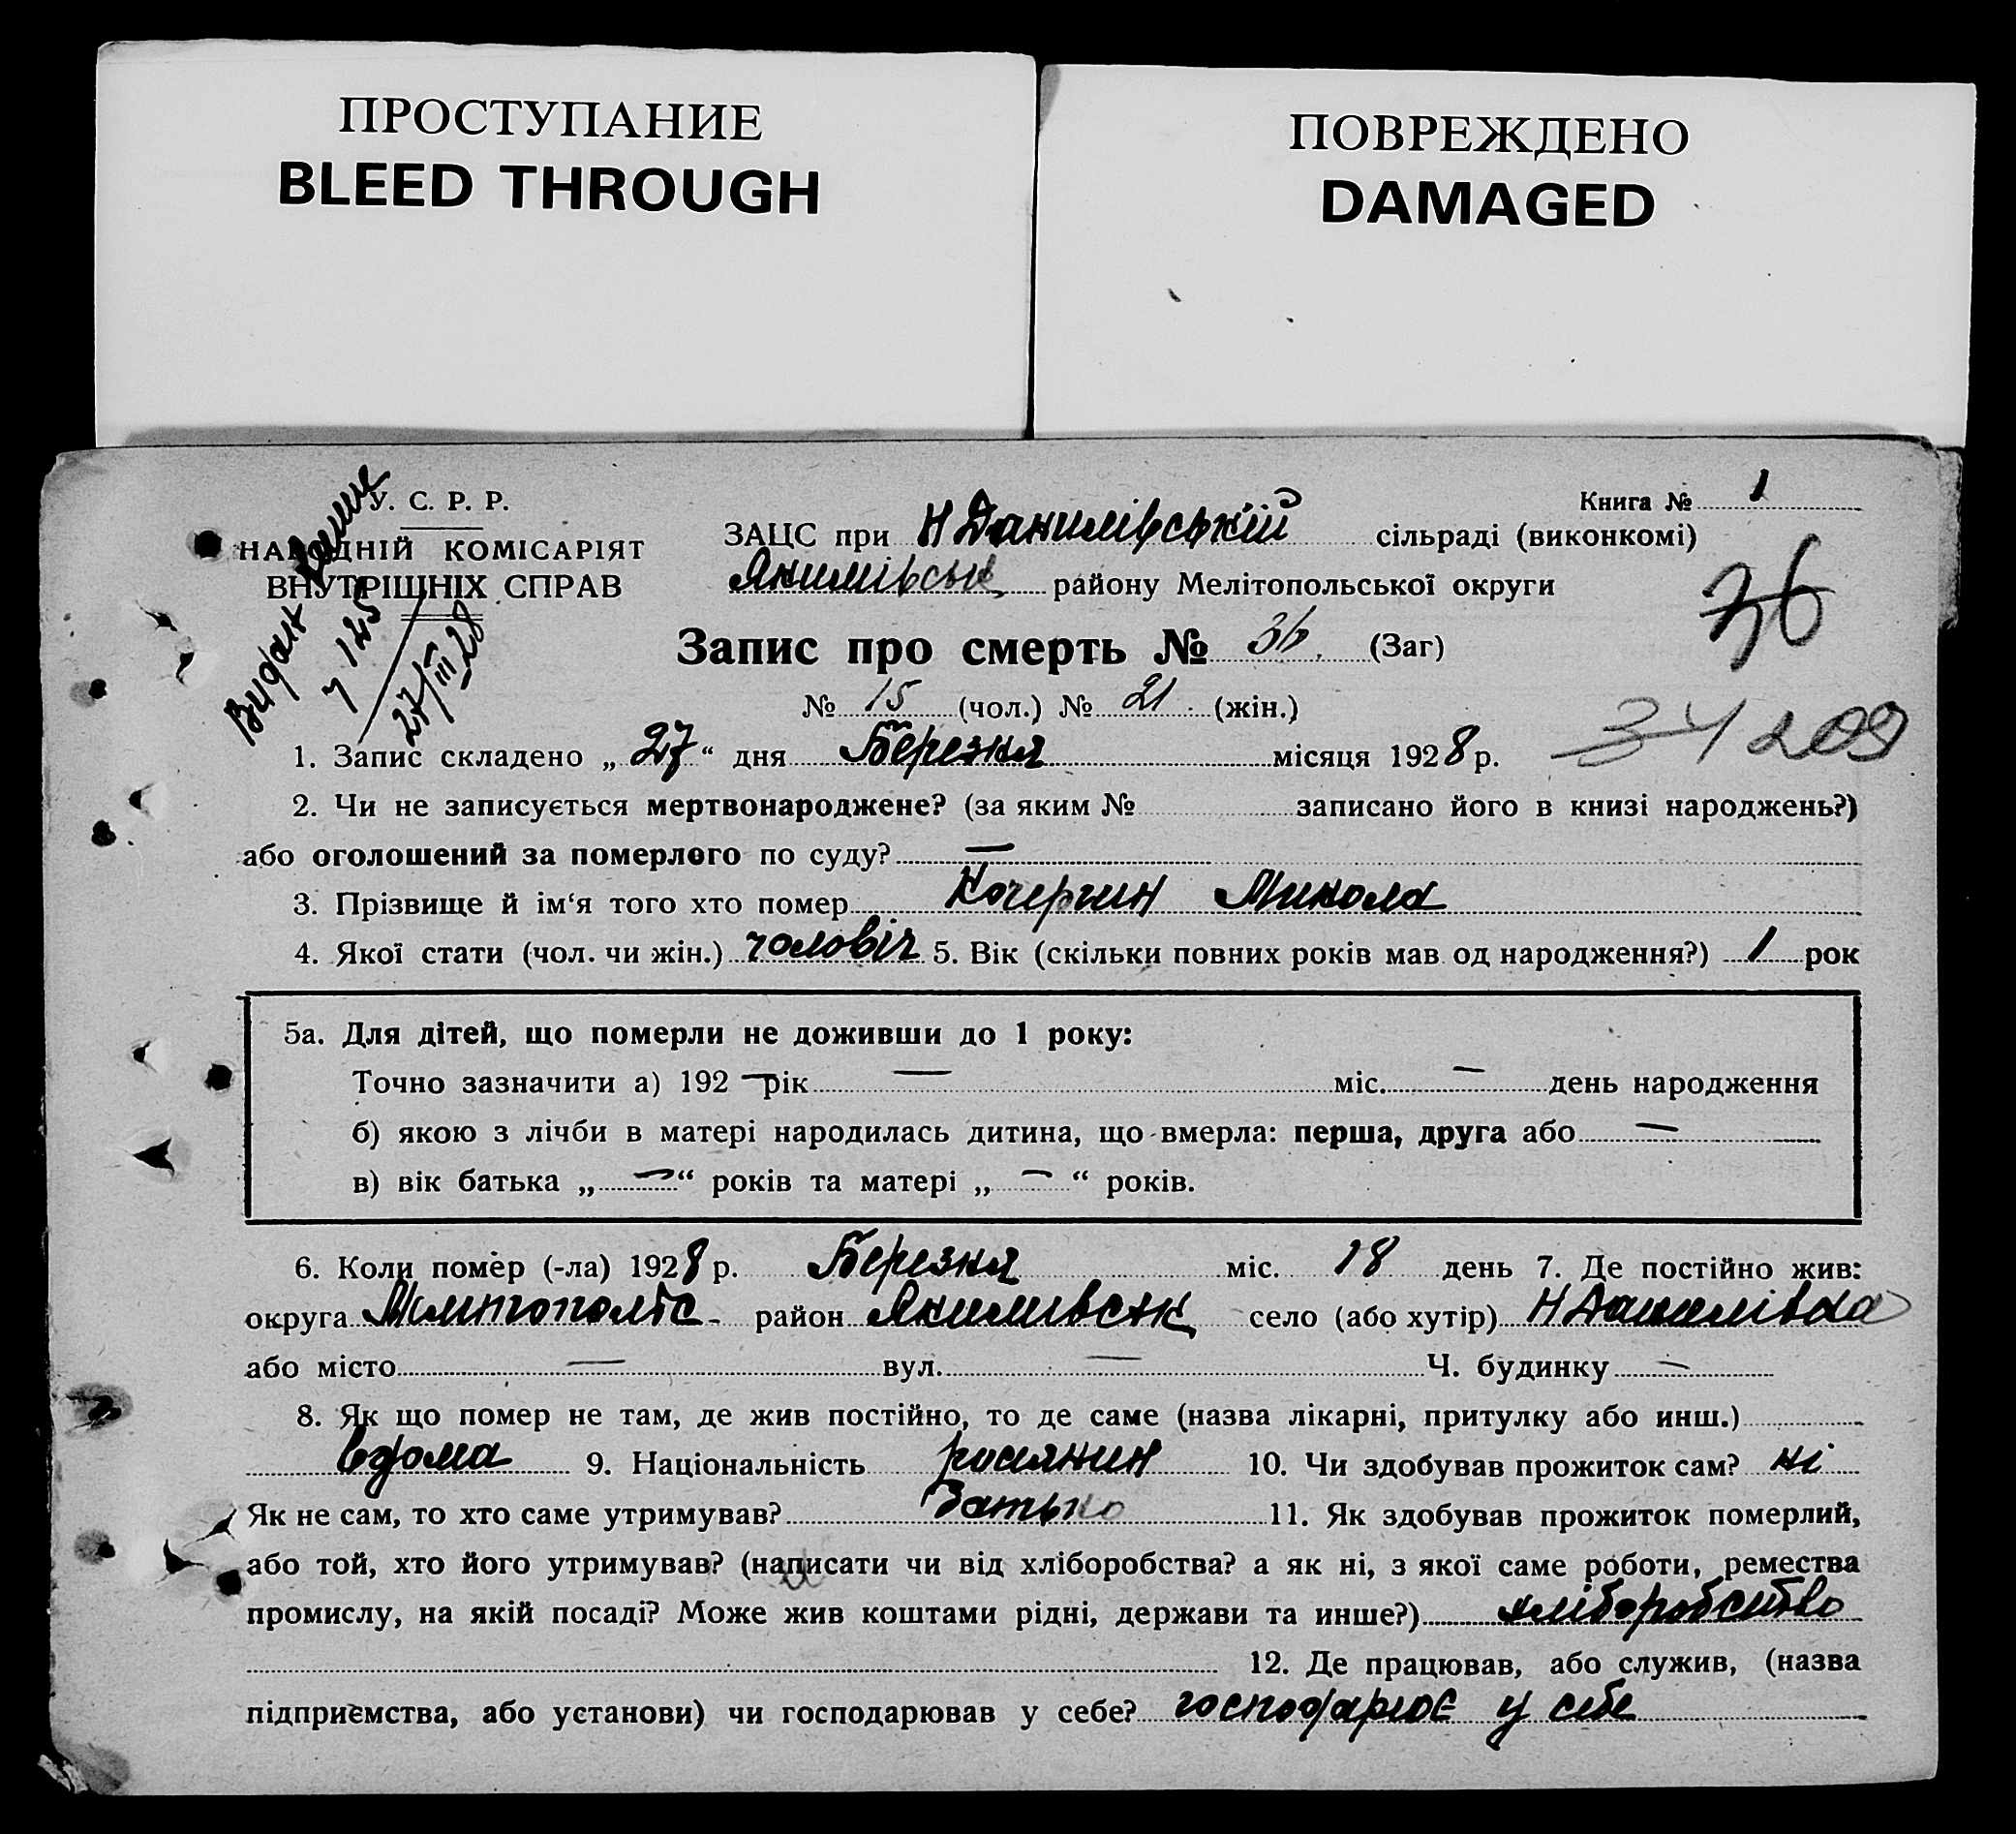 ПРОСТУПАНИЕ
BLEED THROUGH
ПОВРЕЖДЕНО
DAMAGED
У. С. Р. Р.
НАРОДНІЙ КОМІСАРІЯТ
ВНУТРІШНІХ СПРАВ
27/III 28
Книга № 1
ЗАЦС при Н Данилівській сільраді (виконкомі)
Якимівськ району Мелітопольської округи
36
Запис про смерть № 36. (Заг)
№ 15 (чол.) № 21 (жін.)
34 209
1. Запис складено „ 27 “ дня Березня місяця 1928 р.
2. Чи не записується мертвонароджене? (за яким № записано його в книзі народжень?)
або оголошений за померлого по суду? —
3. Прізвище й ім‘я того хто помер Кочергин Микола
4. Якої стати (чол. чи жін.) чоловіч 5. Вік (скільки повних років мав од народження?) 1 рок
5а. Для дітей, що померли не доживши до 1 року:
Точно зазначити а) 192 — рік — міс. — день народження
б) якою з лічби в матері народилась дитина, що вмерла: перша, друга або —
в) вік батька „ — “ років та матері „ — “ років.
6. Коли помер (-ла) 1928 р. Березня міс. 18 день 7. Де постійно жив:
округа Мелітопольс район Якимівськ село (або хутір) Н Данилівка
або місто — вул. — Ч. будинку —
8. Як що помер не там, де жив постійно, то де саме (назва лікарні, притулку або инш.)
вдома 9. Національність росіянин 10. Чи здобував прожиток сам? ні
Як не сам, то хто саме утримував? Батько 11. Як здобував прожиток померлий,
або той, хто його утримував? (написати чи від хліборобства? а як ні, з якої саме роботи, ремества
промислу, на якій посаді? Може жив коштами рідні, держави та инше?) хліборобство
12. Де працював, або служив, (назва
підприємства, або установи) чи господарював у себе? господарює у себе